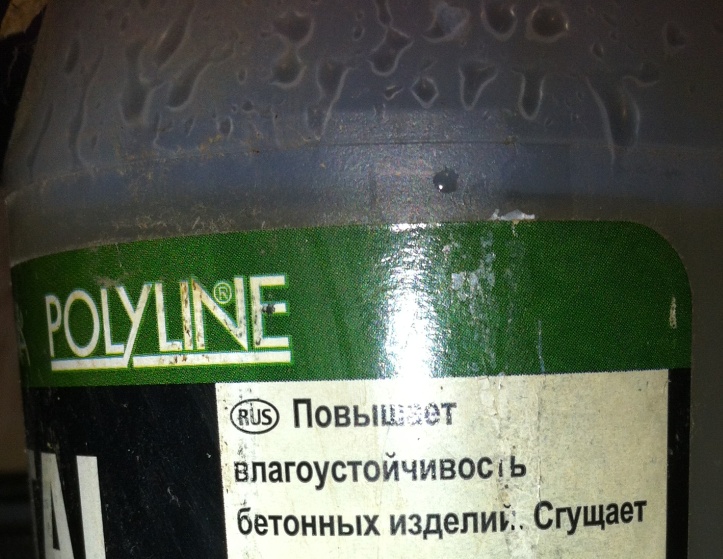 POLYLINE®
RUS Повышает
влагоустойчивость
бетонных изделий. Сгущает